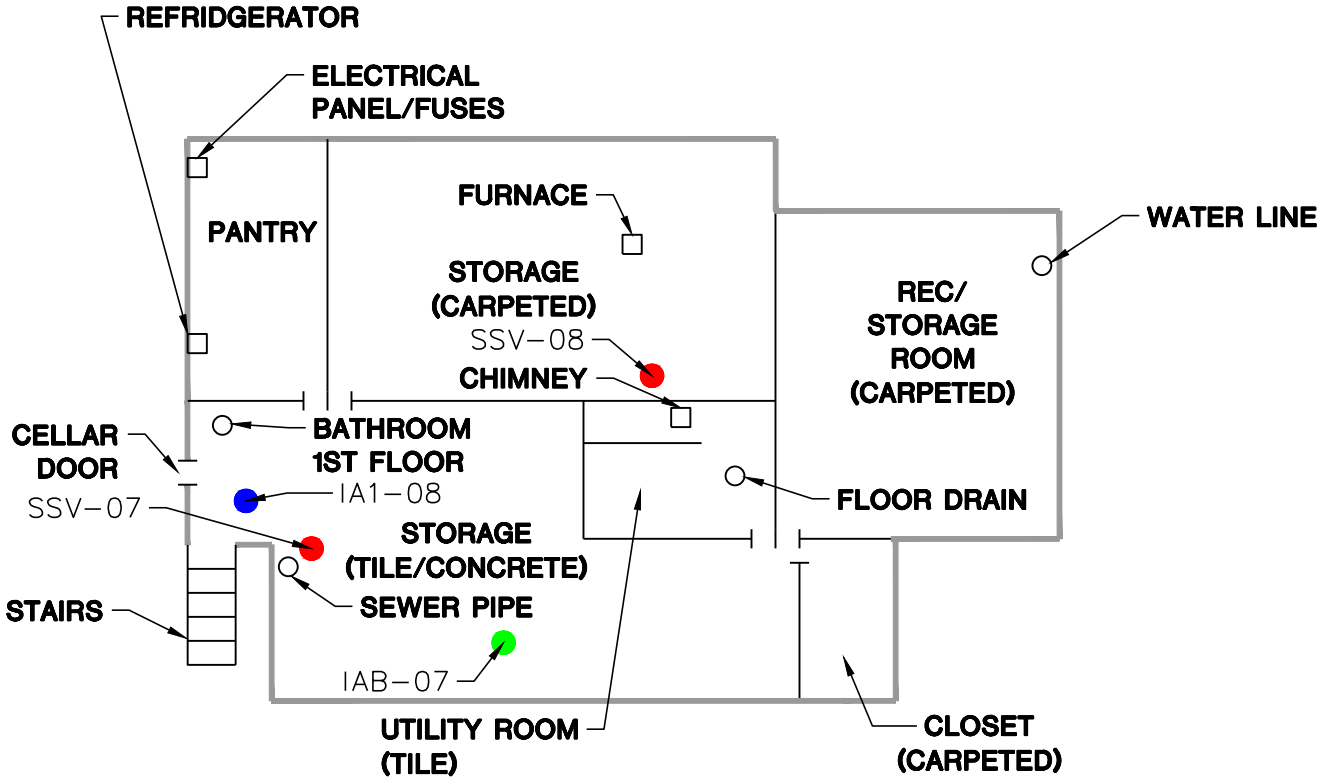 REFRIDGERATOR
ELECTRICAL
PANEL/FUSES
FURNACE
WATER LINE
PANTRY
STORAGE
(CARPETED)
SSV-08
CHIMNEY
REC/
STORAGE
ROOM
(CARPETED)
CELLAR
DOOR
BATHROOM
1ST FLOOR
IA1-08
SSV-07
FLOOR DRAIN
STORAGE
(TILE/CONCRETE)
SEWER PIPE
STAIRS
IAB-07
UTILITY ROOM
(TILE)
CLOSET
(CARPETED)